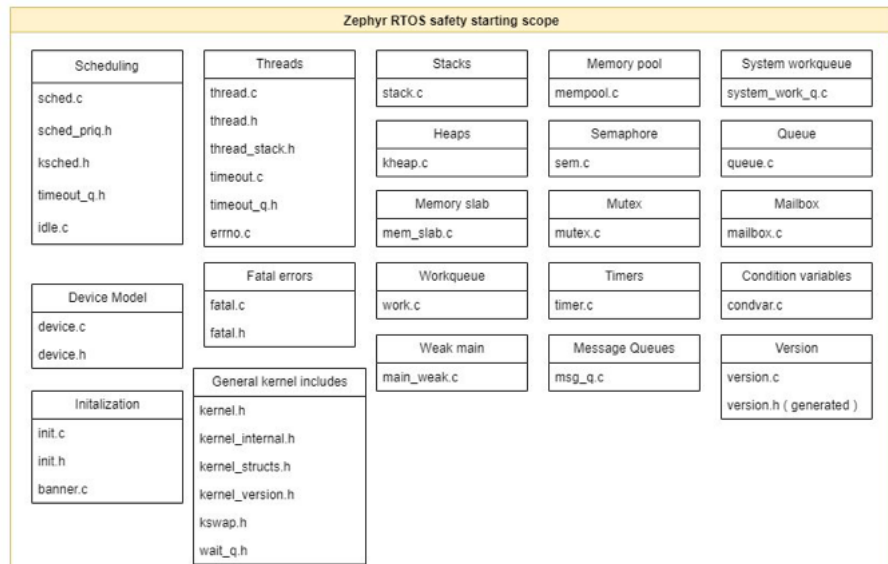 Zephyr RTOS safety starting scope
Scheduling
sched.c
sched_priq.h
ksched.h
timeout_q.h
idle.c
Device Model
device.c
device.h
Initalization
init.c
init.h
banner.c
Threads
thread.c
thread.h
thread_stack.h
timeout.c
timeout_q.h
errno.c
Fatal errors
fatal.c
fatal.h
General kernel includes
kernel.h
kernel_internal.h
kernel_structs.h
kernel_version.h
kswap.h
wait_q.h
Stacks
stack.c
Heaps
kheap.c
Memory slab
mem_slab.c
Workqueue
work.c
Weak main
main_weak.c
Memory pool
mempool.c
Semaphore
sem.c
Mutex
mutex.c
Timers
timer.c
Message Queues
msg_q.c
System workqueue
system_work_q.c
Queue
queue.c
Mailbox
mailbox.c
Condition variables
condvar.c
Version
version.c
version.h ( generated )